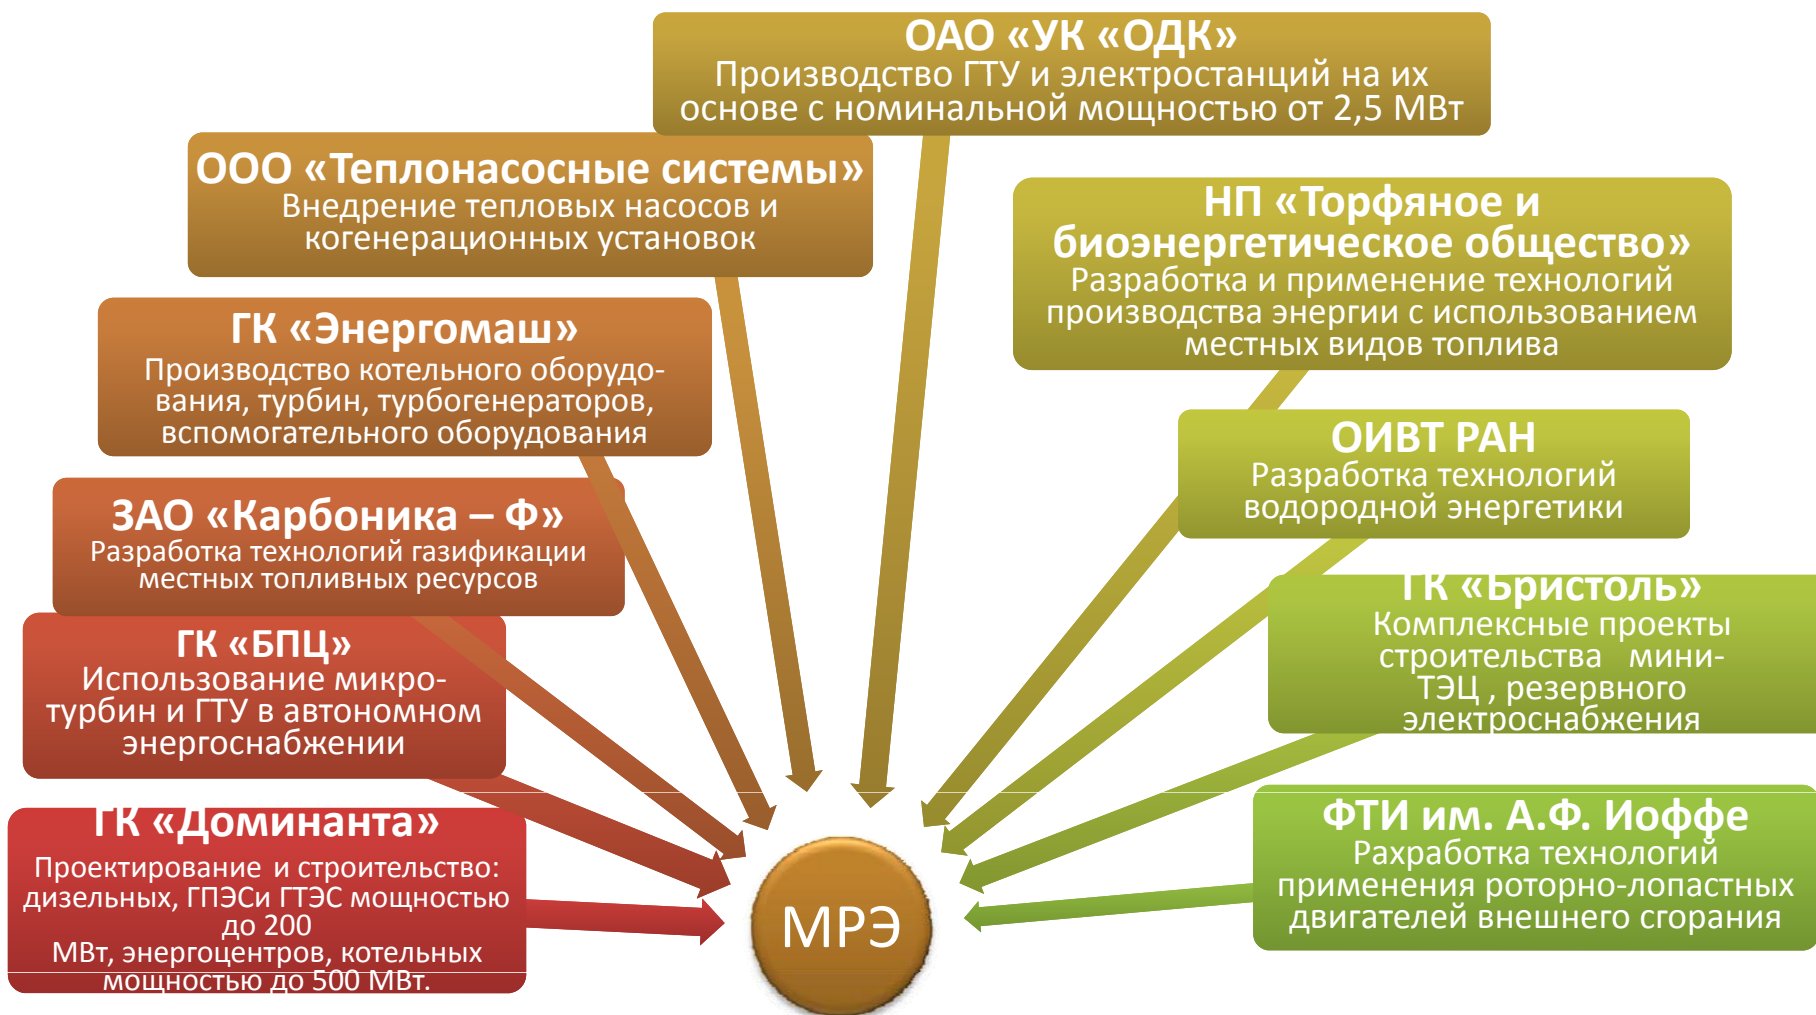 ОАО «УК «ОДК»
Производство ГТУ и электростанций на их
основе с номинальной мощностью от 2,5 МВт
ООО «Теплонасосные системы»
Внедрение тепловых насосов и
когенерационных установок
НП «Торфяное и
биоэнергетическое общество»
Разработка и применение технологий
производства энергии с использованием
местных видов топлива
ГК «Энергомаш»
Производство котельного оборудо-
вания, турбин, турбогенераторов,
вспомогательного оборудования
ОИВТ РАН
Разработка технологий
водородной энергетики
ЗАО «Карбоника – Ф»
Разработка технологий газификации
местных топливных ресурсов
ГК «Бристоль»
Комплексные проекты
строительства мини-
ТЭЦ , резервного
электроснабжения
ГК «БПЦ»
Использование микро-
турбин и ГТУ в автономном
энергоснабжении
ГК «Доминанта»
Проектирование и строительство:
дизельных, ГПЭСи ГТЭС мощностью
до 200
МВт, энергоцентров, котельных
мощностью до 500 МВт.
ФТИ им. А.Ф. Иоффе
Рахработка технологий
применения роторно-лопастных
двигателей внешнего сгорания
МРЭ